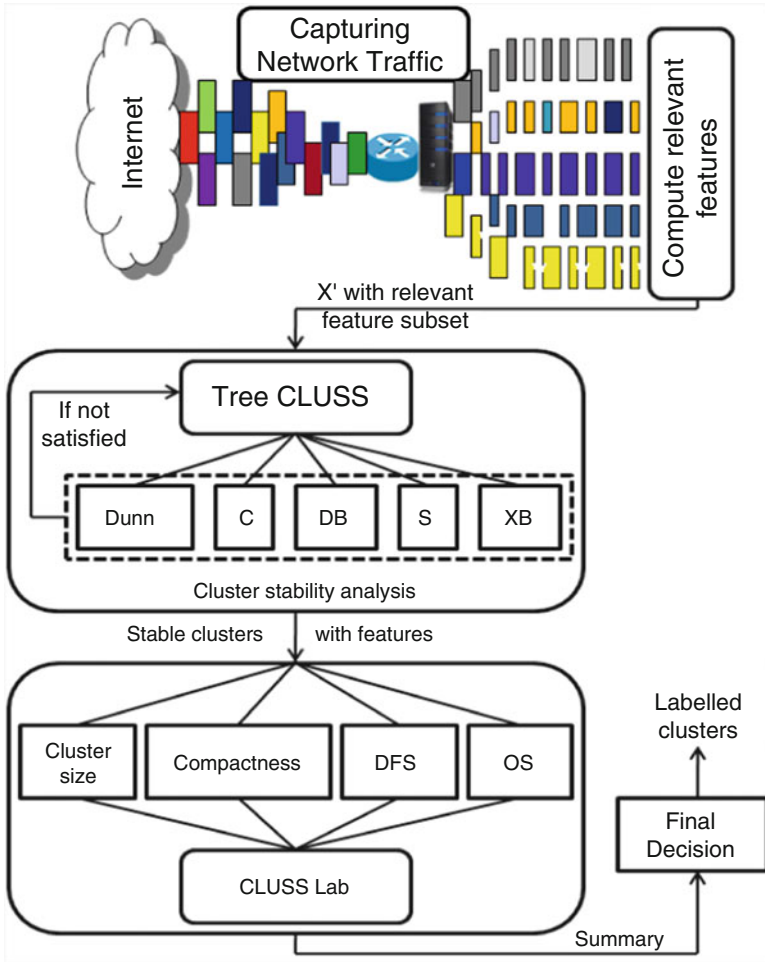 Capturing
Network Traffic
Internet
Compute relevant
features
X' with relevant
feature subset
Tree CLUSS
If not
satisfied
Dunn
C
DB
S
XB
Cluster stability analysis
Stable clusters
with features
Cluster
size
Compactness
DFS
OS
CLUSS Lab
Labelled
clusters
Final
Decision
Summary